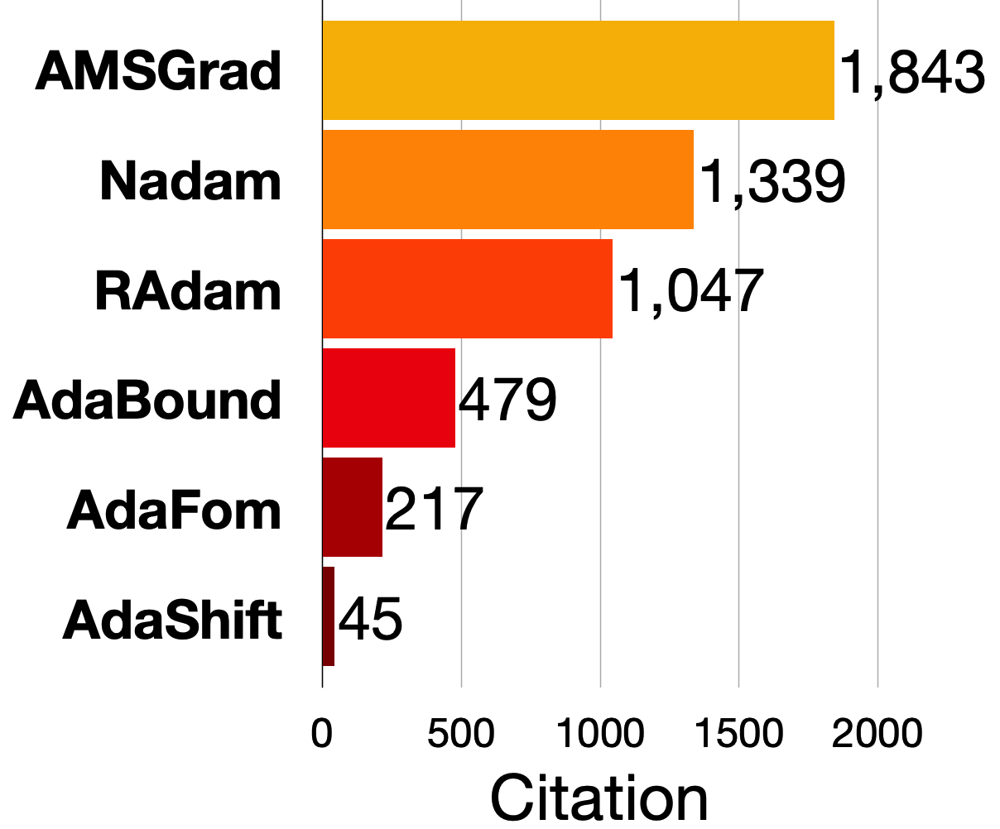 AMSGrad 1,843
Nadam 1,339
RAdam 1,047
AdaBound 479
AdaFom 217
AdaShift 45
0 500 1000 1500 2000
Citation